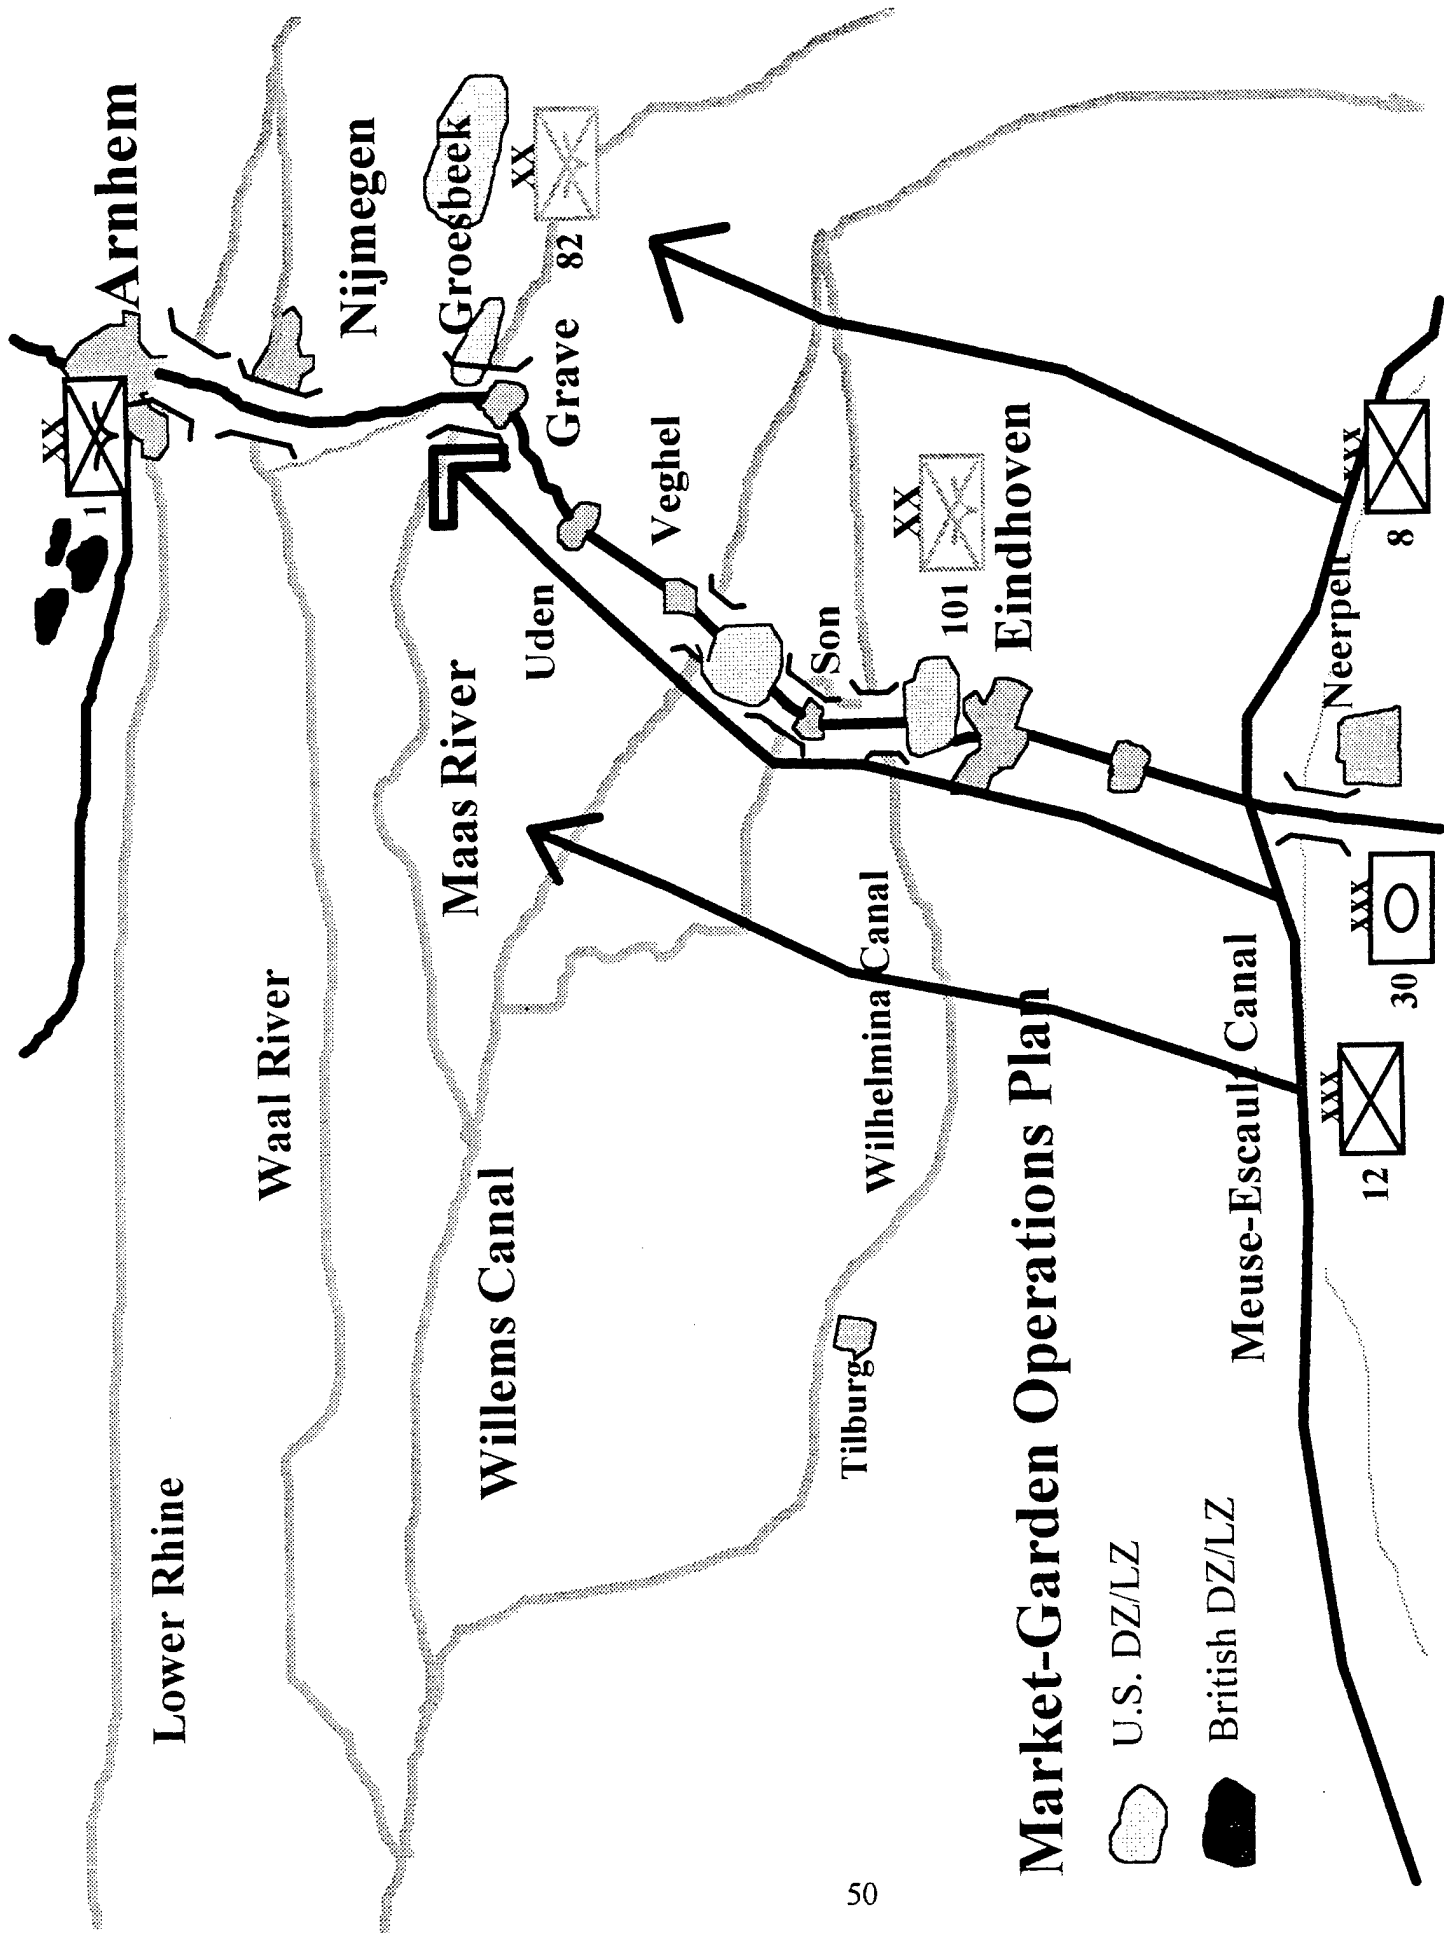 Arnhem
XX
1
Nijmegen
Groesbeek
XX
82
Grave
Lower Rhine
Waal River
Maas River
Uden
Veghel
Willems Canal
Son
XX
101
Eindhoven
Wilhelmina Canal
Tilburg
Market-Garden Operations Plan
U.S. DZ/LZ
British DZ/LZ
Meuse-Escault Canal
Neerpelt
XXX
12
XXX
30
XXX
8
50